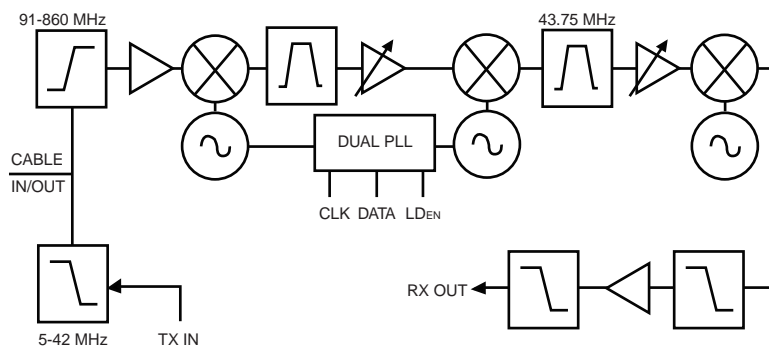 91-860 MHz
43.75 MHz
DUAL PLL
CABLE
IN/OUT
CLK DATA LDEN
RX OUT
5-42 MHz
TX IN